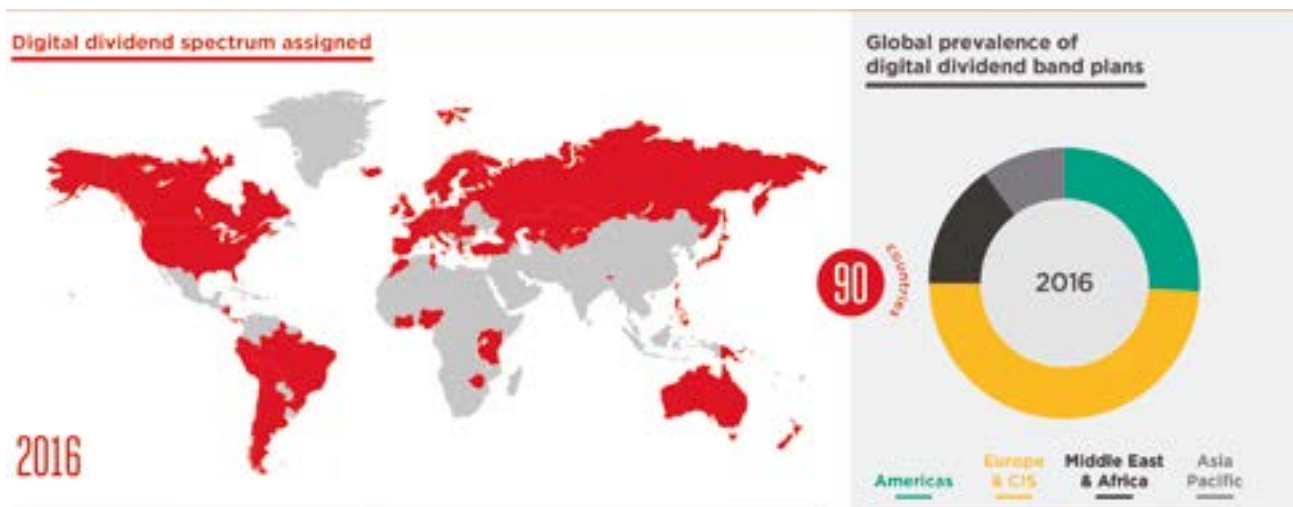 Digital dividend spectrum assigned
2016
Global prevalence of
digital dividend band plans
90
countries
2016
Americas
Europe
& CIS
Middle East
& Africa
Asia
Pacific